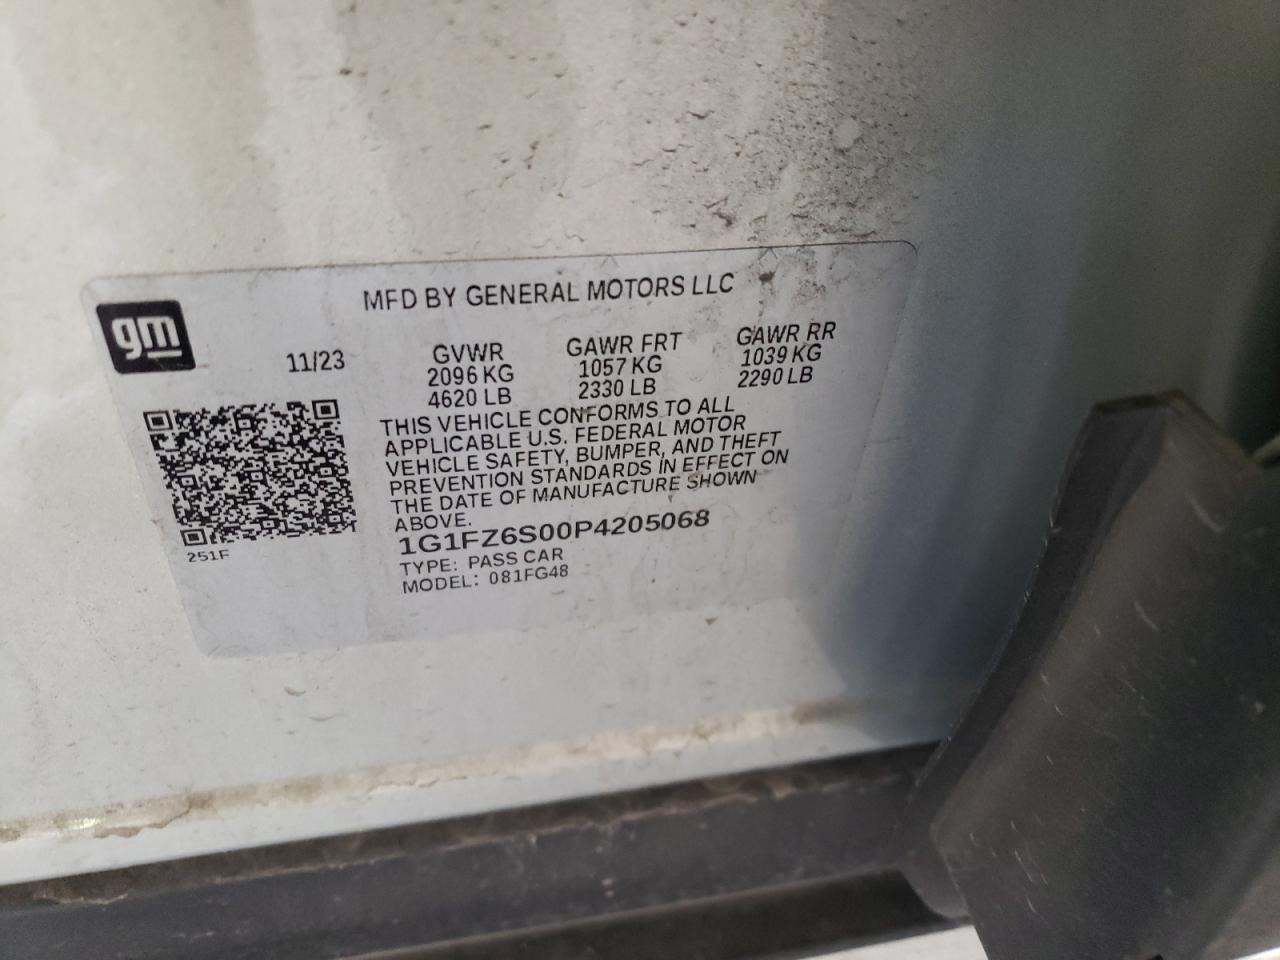 MFD BY GENERAL MOTORS LLC
gm
11/23
GVWR
2096 KG
4620 LB
GAWR FRT
1057 KG
2330 LB
GAWR RR
1039 KG
2290 LB
THIS VEHICLE CONFORMS TO ALL
APPLICABLE U.S. FEDERAL MOTOR
VEHICLE SAFETY, BUMPER, AND THEFT
PREVENTION STANDARDS IN EFFECT ON
THE DATE OF MANUFACTURE SHOWN
ABOVE.
1G1FZ6S00P4205068
TYPE: PASS CAR
MODEL: 081FG48
251F